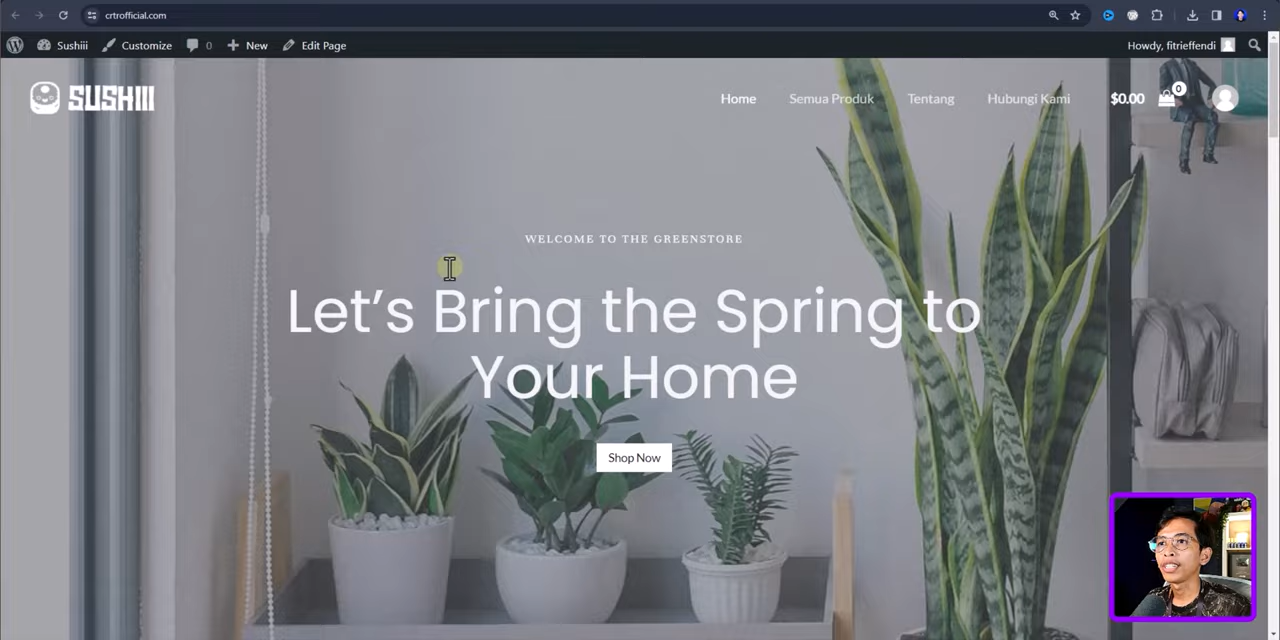 crtrofficial.com
Sushiii Customize 0 New Edit Page Howdy, fitrieffendi
SUSHIII Home Semua Produk Tentang Hubungi Kami $0.00 0
WELCOME TO THE GREENSTORE
Let’s Bring the Spring to
Your Home
Shop Now